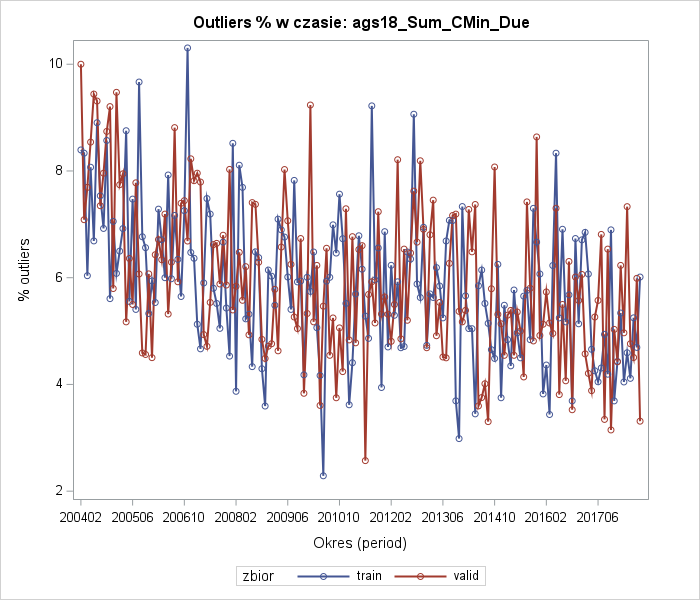 Outliers % w czasie: ags18_Sum_CMin_Due
% outliers
10
8
6
4
2
200402 200506 200610 200802 200906 201010 201202 201306 201410 201602 201706
Okres (period)
zbior train valid